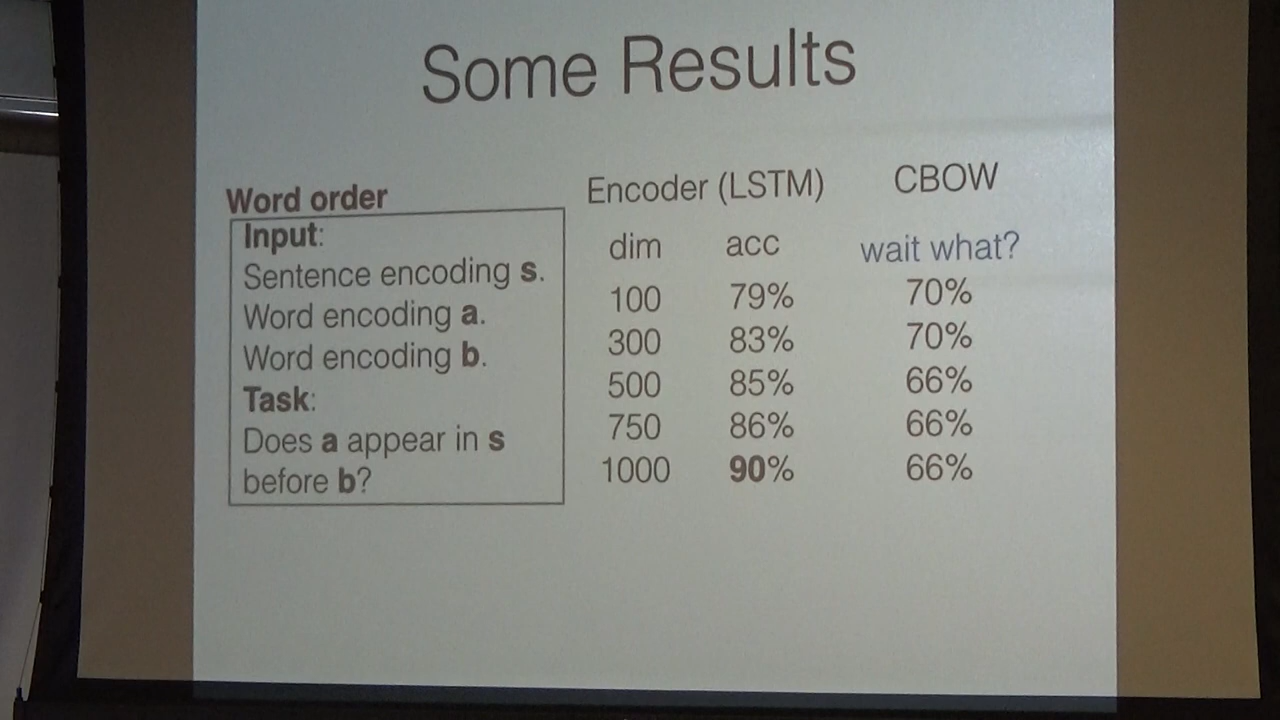 Some Results
Word order
Input:
Sentence encoding s.
Word encoding a.
Word encoding b.
Task:
Does a appear in s
before b?
Encoder (LSTM) CBOW
dim acc wait what?
100 79% 70%
300 83% 70%
500 85% 66%
750 86% 66%
1000 90% 66%